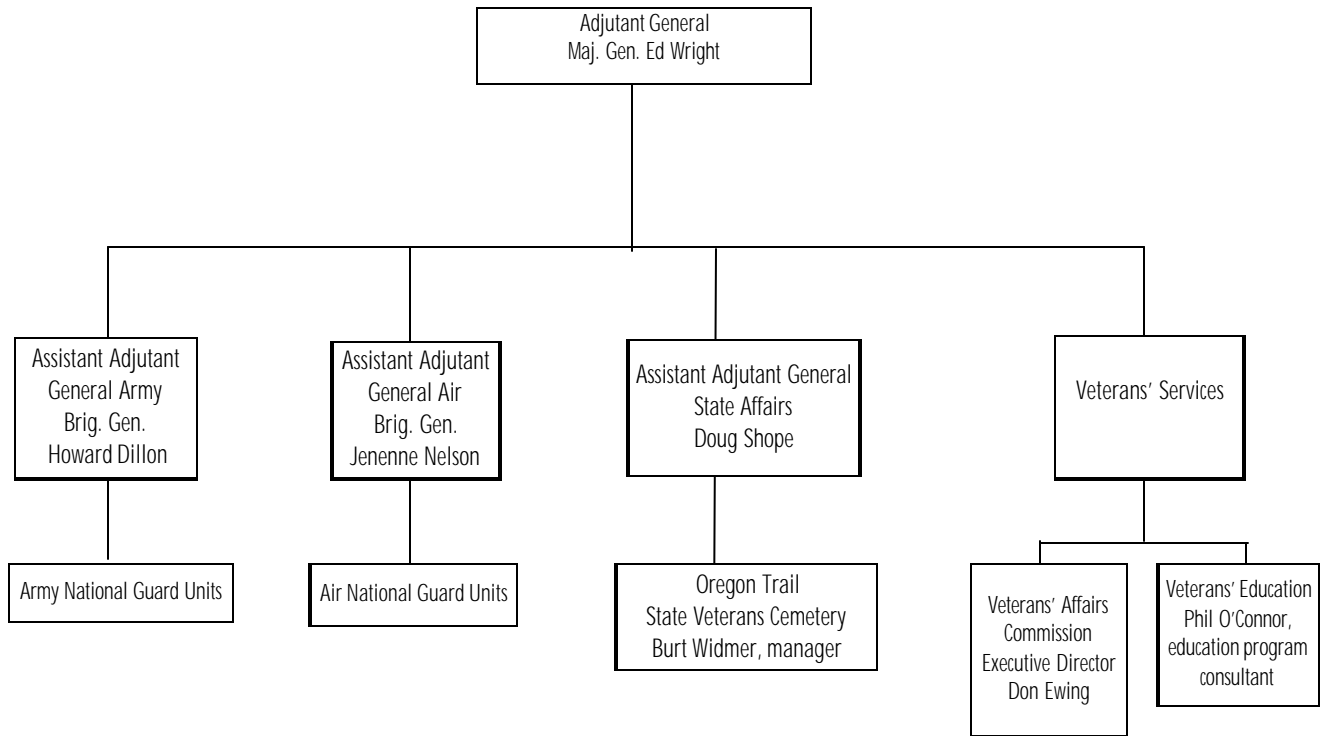 Adjutant General
Maj. Gen. Ed Wright
Assistant Adjutant
General Army
Brig. Gen.
Howard Dillon
Assistant Adjutant
General Air
Brig. Gen.
Jenenne Nelson
Assistant Adjutant General
State Affairs
Doug Shope
Veterans’ Services
Army National Guard Units
Air National Guard Units
Oregon Trail
State Veterans Cemetery
Burt Widmer, manager
Veterans’ Affairs
Commission
Executive Director
Don Ewing
Veterans’ Education
Phil O’Connor,
education program
consultant